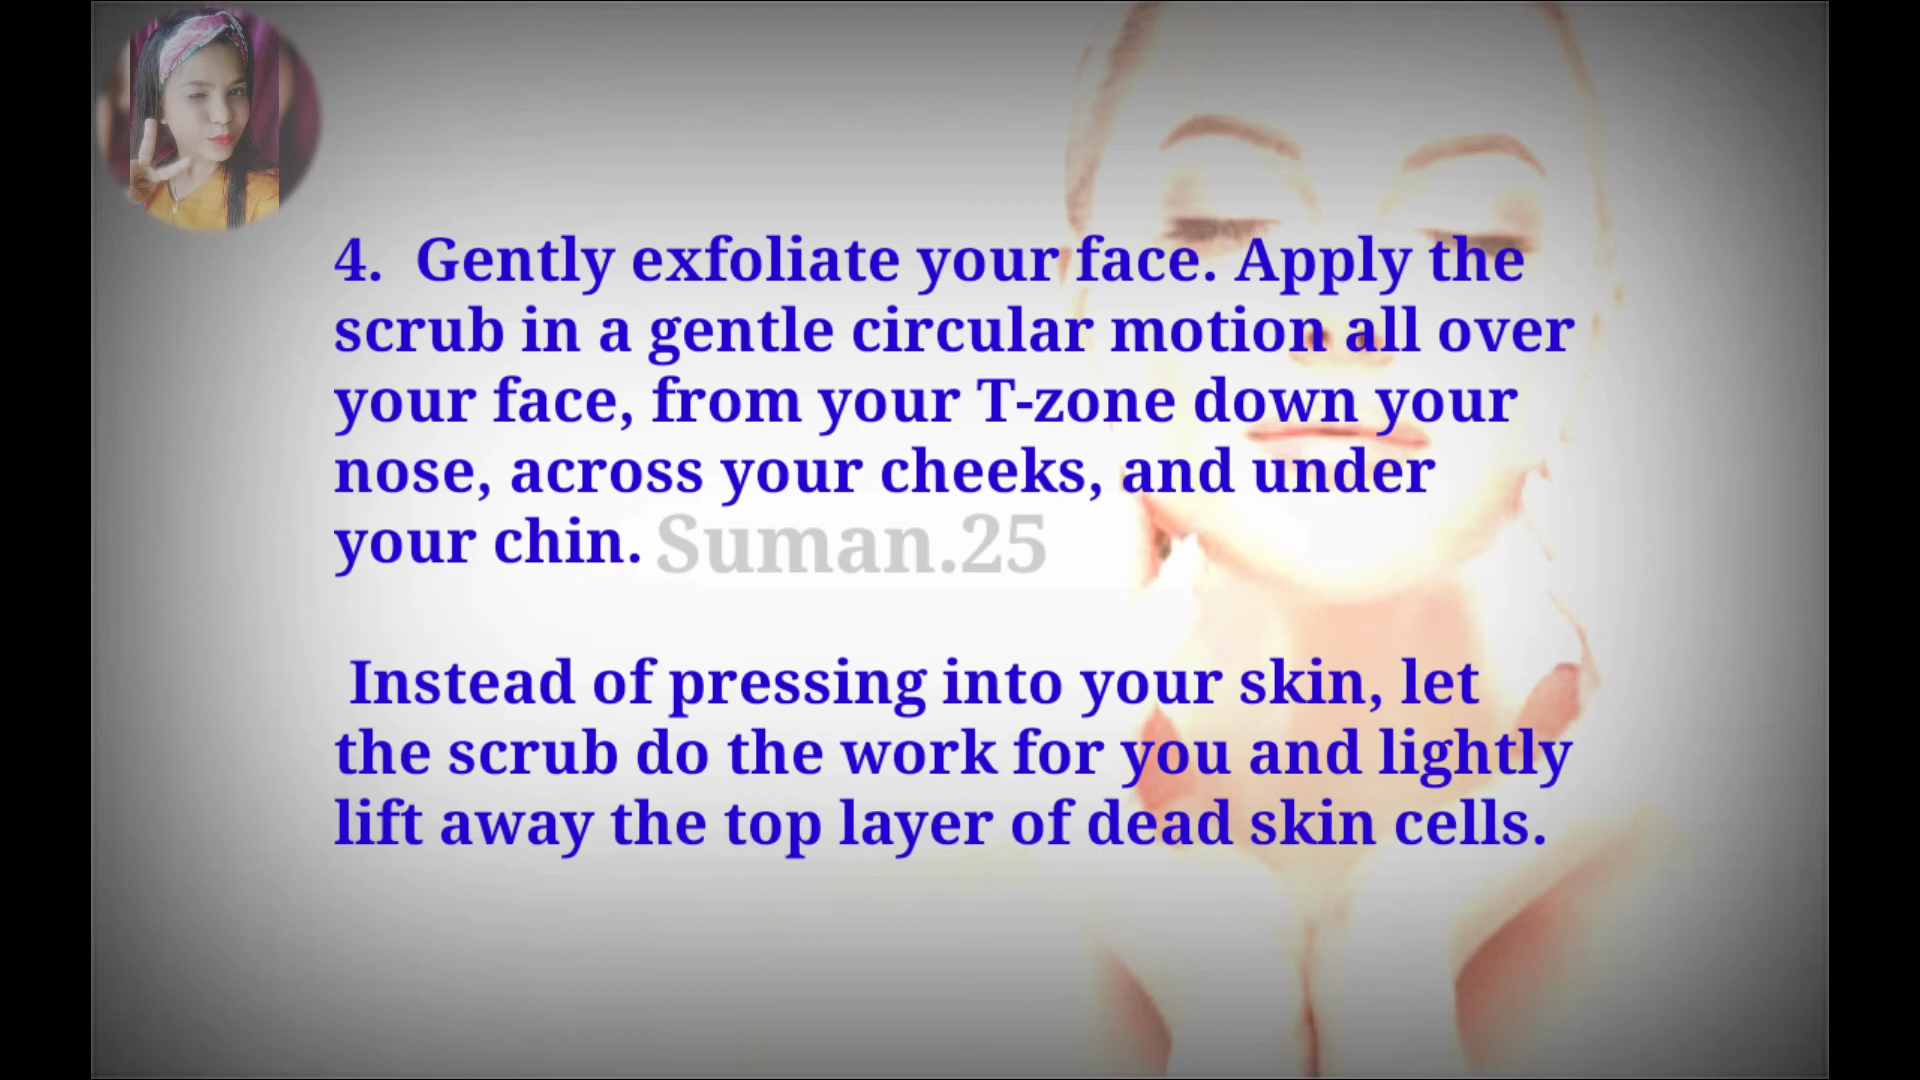 4.  Gently exfoliate your face. Apply the
scrub in a gentle circular motion all over
your face, from your T-zone down your
nose, across your cheeks, and under
your chin.
Suman.25
Instead of pressing into your skin, let
the scrub do the work for you and lightly
lift away the top layer of dead skin cells.